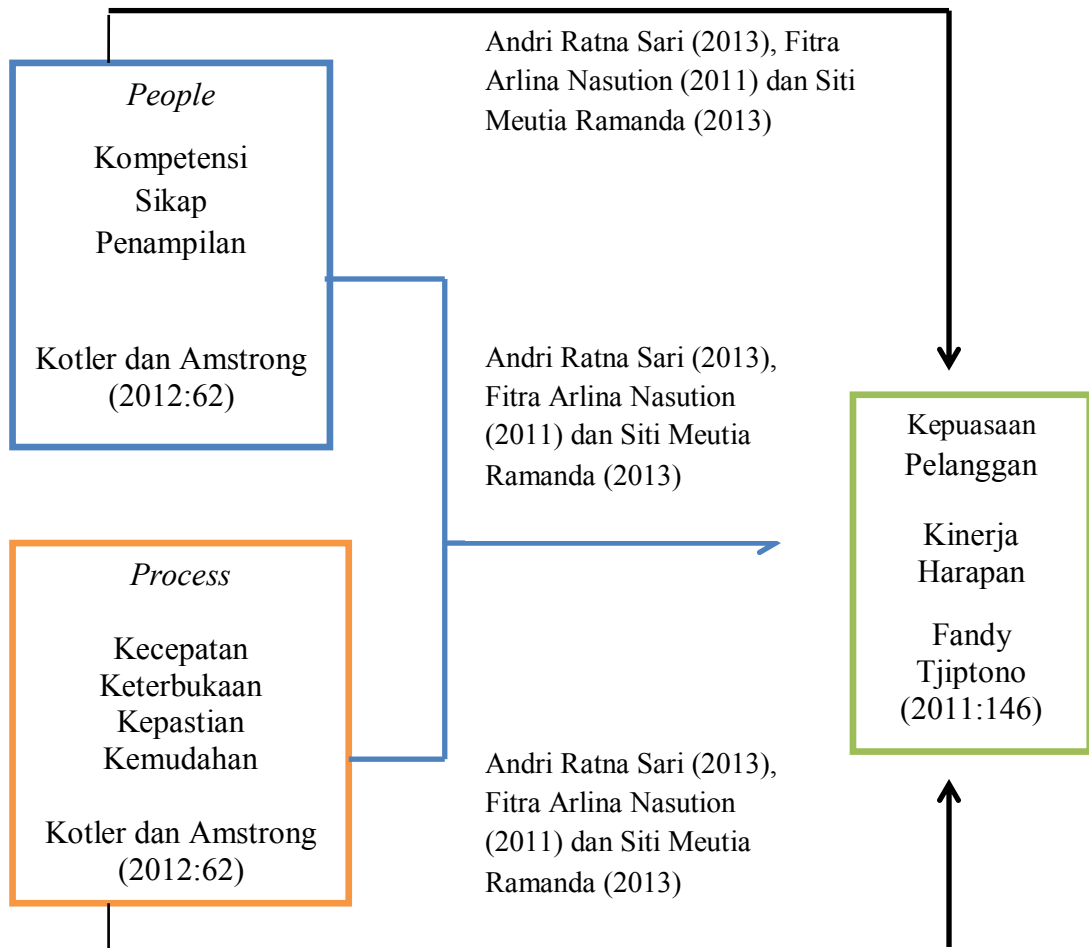 People
Kompetensi
Sikap
Penampilan
Kotler dan Amstrong
(2012:62)
Andri Ratna Sari (2013), Fitra
Arlina Nasution (2011) dan Siti
Meutia Ramanda (2013)
Andri Ratna Sari (2013),
Fitra Arlina Nasution
(2011) dan Siti Meutia
Ramanda (2013)
Kepuasaan
Pelanggan
Kinerja
Harapan
Fandy
Tjiptono
(2011:146)
Process
Kecepatan
Keterbukaan
Kepastian
Kemudahan
Kotler dan Amstrong
(2012:62)
Andri Ratna Sari (2013),
Fitra Arlina Nasution
(2011) dan Siti Meutia
Ramanda (2013)